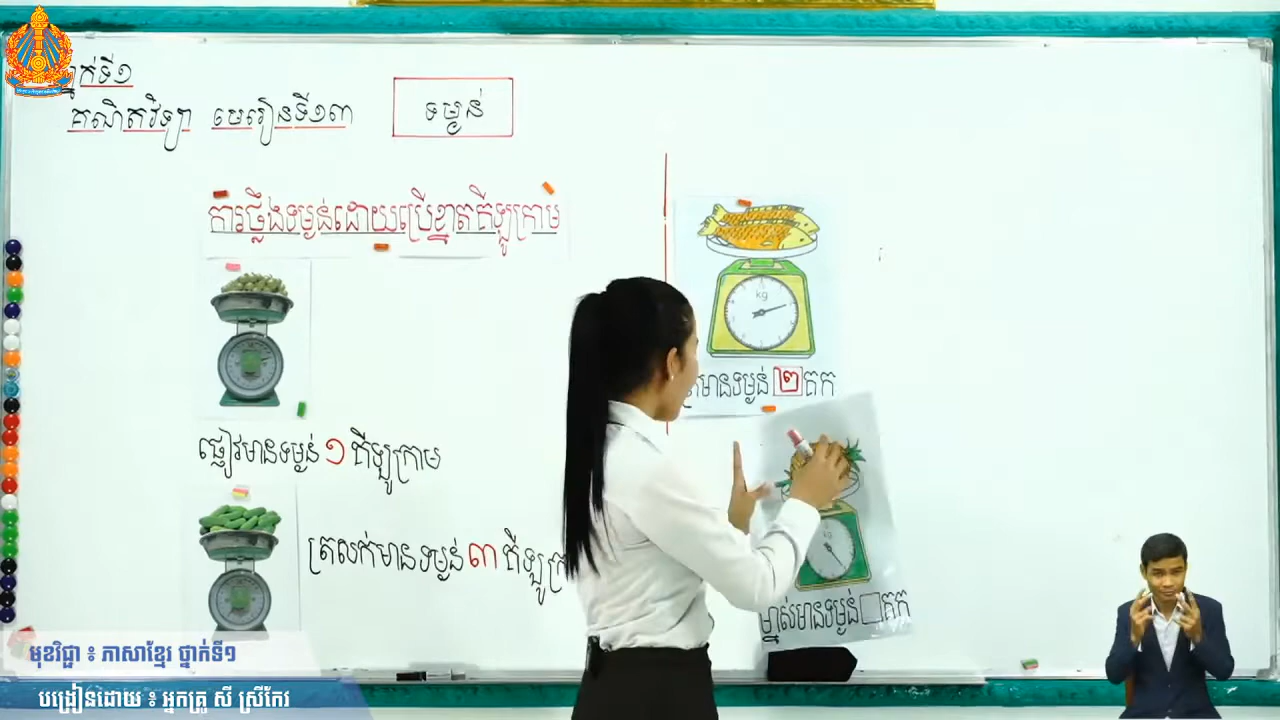 ថ្នាក់ទី១
គណិតវិទ្យា មេរៀនទី១៣
ទម្ងន់
ការថ្លឹងទម្ងន់ដោយប្រើខ្នាតគីឡូក្រាម
ផ្ញៀវមានទម្ងន់ ១ គីឡូក្រាម
ត្រសក់មានទម្ងន់ ៣ គីឡូក្រ
kg
មានទម្ងន់ ២ គក
ម្នាស់មានទម្ងន់ គក
មុខវិជ្ជា ៖ ភាសាខ្មែរ ថ្នាក់ទី១
បង្រៀនដោយ ៖ អ្នកគ្រូ សី ស្រីកែវ